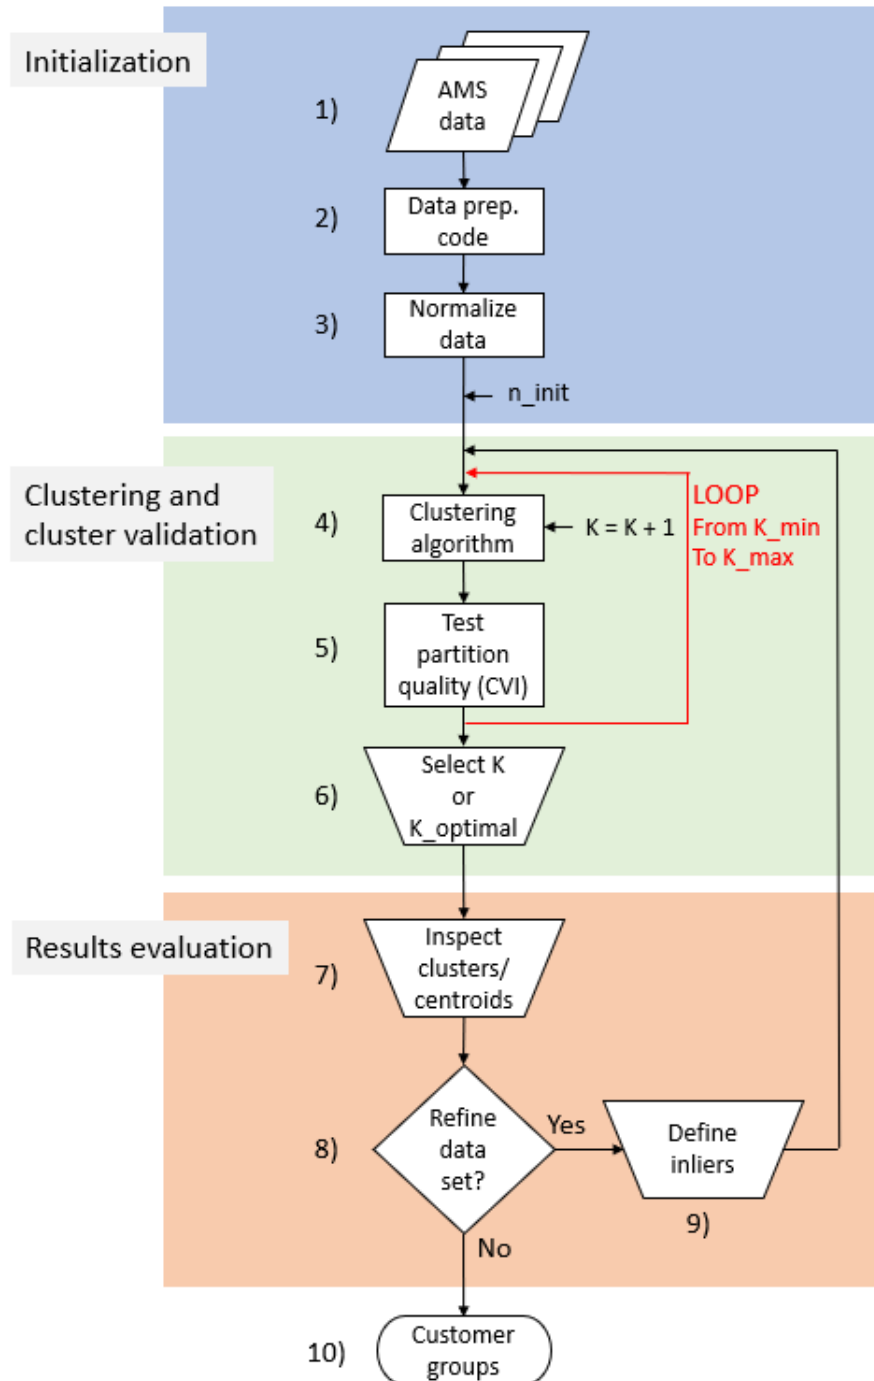 Initialization
1)
AMS
data
2)
Data prep.
code
3)
Normalize
data
n_init
Clustering and
cluster validation
4)
Clustering
algorithm
K = K + 1
LOOP
From K_min
To K_max
5)
Test
partition
quality (CVI)
6)
Select K
or
K_optimal
Results evaluation
7)
Inspect
clusters/
centroids
8)
Refine
data
set?
Yes
Define
inliers
9)
No
10)
Customer
groups